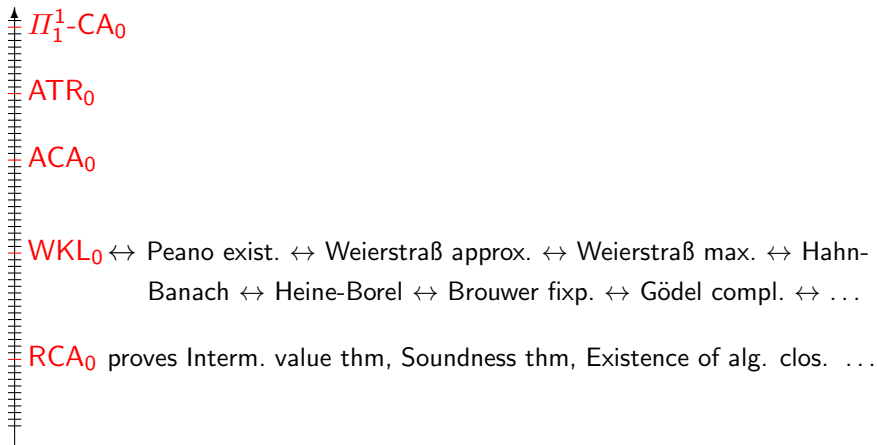 Π¹₁-CA₀
ATR₀
ACA₀
WKL₀ ↔ Peano exist. ↔ Weierstraß approx. ↔ Weierstraß max. ↔ Hahn-
Banach ↔ Heine-Borel ↔ Brouwer fixp. ↔ Gödel compl. ↔ ...
RCA₀ proves Interm. value thm, Soundness thm, Existence of alg. clos. ...